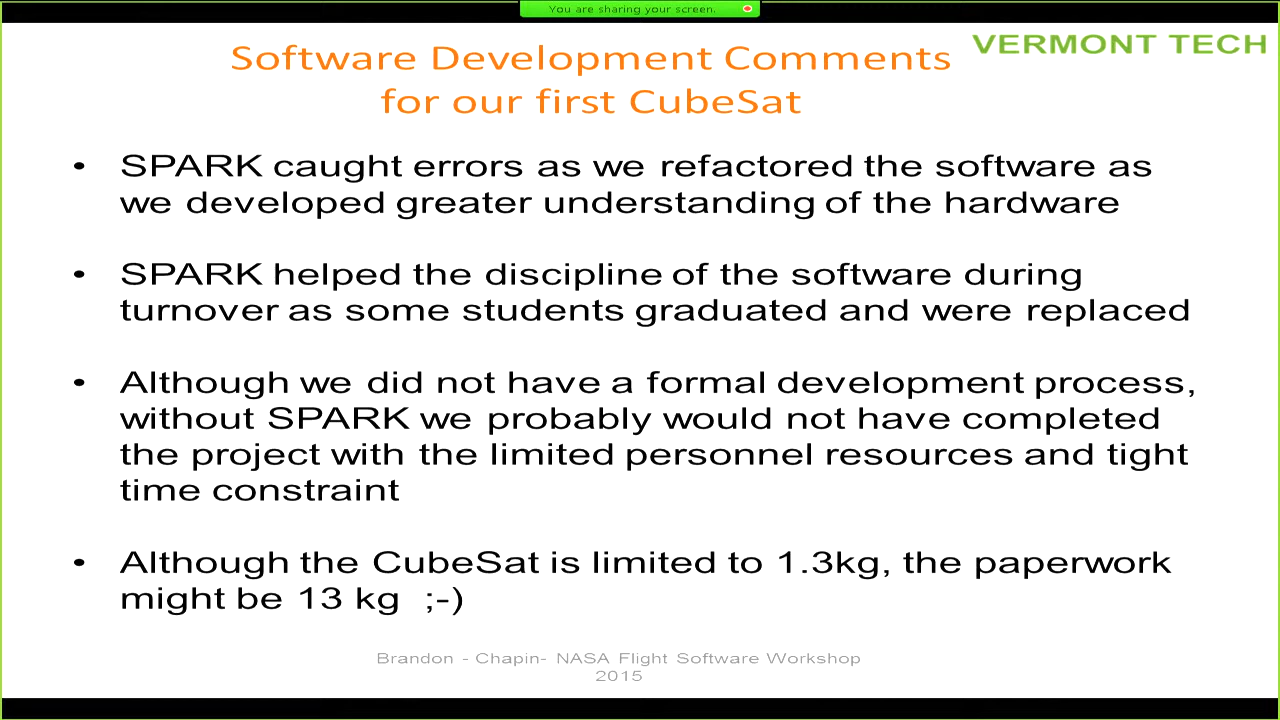 You are sharing your screen.
VERMONT TECH
Software Development Comments
for our first CubeSat
• SPARK caught errors as we refactored the software as
we developed greater understanding of the hardware
• SPARK helped the discipline of the software during
turnover as some students graduated and were replaced
• Although we did not have a formal development process,
without SPARK we probably would not have completed
the project with the limited personnel resources and tight
time constraint
• Although the CubeSat is limited to 1.3kg, the paperwork
might be 13 kg ;-)
Brandon - Chapin- NASA Flight Software Workshop
2015